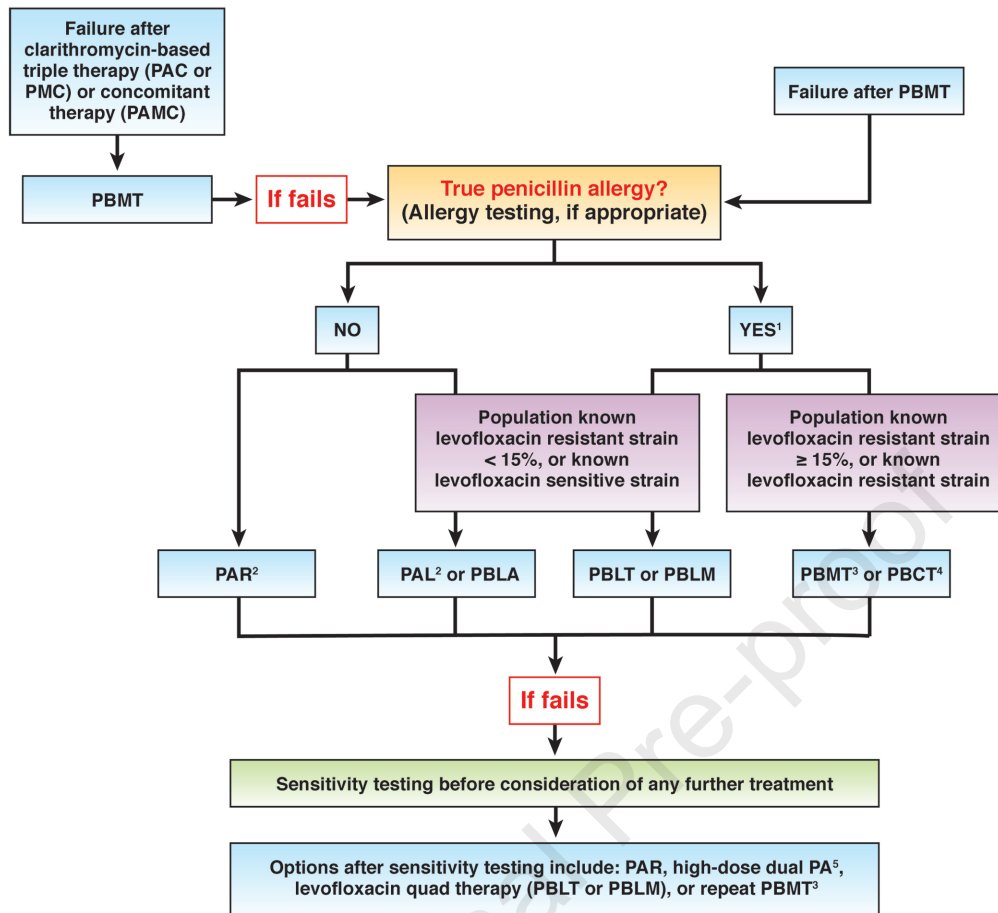 Failure after
clarithromycin-based
triple therapy (PAC or
PMC) or concomitant
therapy (PAMC)
Failure after PBMT
PBMT
If fails
True penicillin allergy?
(Allergy testing, if appropriate)
NO
YES¹
Population known
levofloxacin resistant strain
< 15%, or known
levofloxacin sensitive strain
Population known
levofloxacin resistant strain
≥ 15%, or known
levofloxacin resistant strain
PAR²
PAL² or PBLA
PBLT or PBLM
PBMT³ or PBCT⁴
If fails
Sensitivity testing before consideration of any further treatment
Options after sensitivity testing include: PAR, high-dose dual PA⁵,
levofloxacin quad therapy (PBLT or PBLM), or repeat PBMT³
al Pre-proof